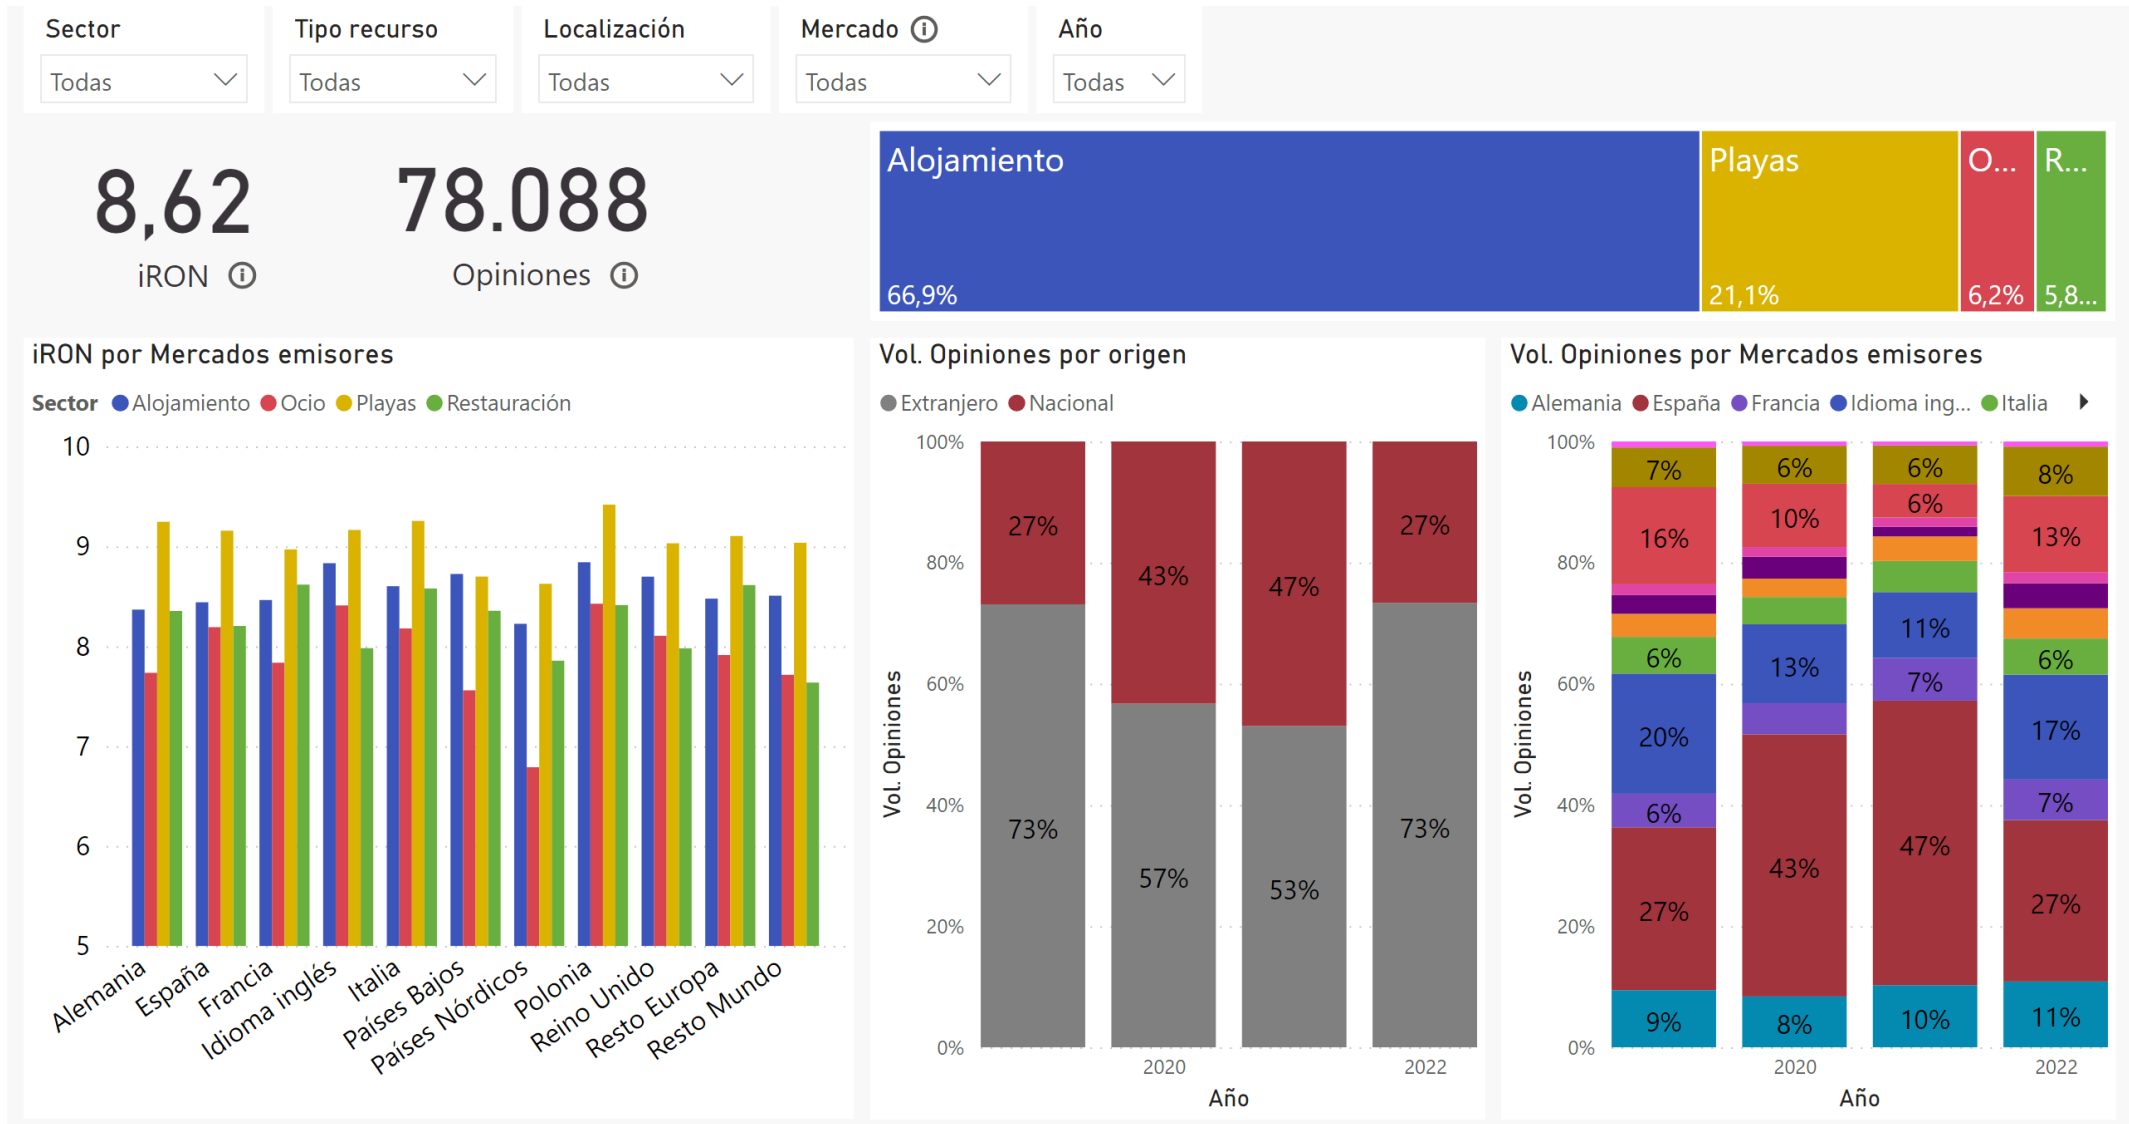 Sector
Tipo recurso
Localización
Mercado
Año
Todas
Todas
Todas
Todas
Todas
8,62
iRON
78.088
Opiniones
Alojamiento
66,9%
Playas
21,1%
O...
6,2%
R...
5,8...
iRON por Mercados emisores
Sector Alojamiento Ocio Playas Restauración
10
9
8
7
6
5
Alemania
España
Francia
Idioma inglés
Italia
Países Bajos
Países Nórdicos
Polonia
Reino Unido
Resto Europa
Resto Mundo
Vol. Opiniones por origen
Extranjero Nacional
Vol. Opiniones
100%
80%
60%
40%
20%
0%
27%
73%
43%
57%
47%
53%
27%
73%
2020
2022
Año
Vol. Opiniones por Mercados emisores
Alemania España Francia Idioma ing... Italia
Vol. Opiniones
100%
80%
60%
40%
20%
0%
7%
16%
6%
20%
6%
27%
9%
6%
10%
13%
43%
8%
6%
6%
11%
7%
47%
10%
8%
13%
6%
17%
7%
27%
11%
2020
2022
Año